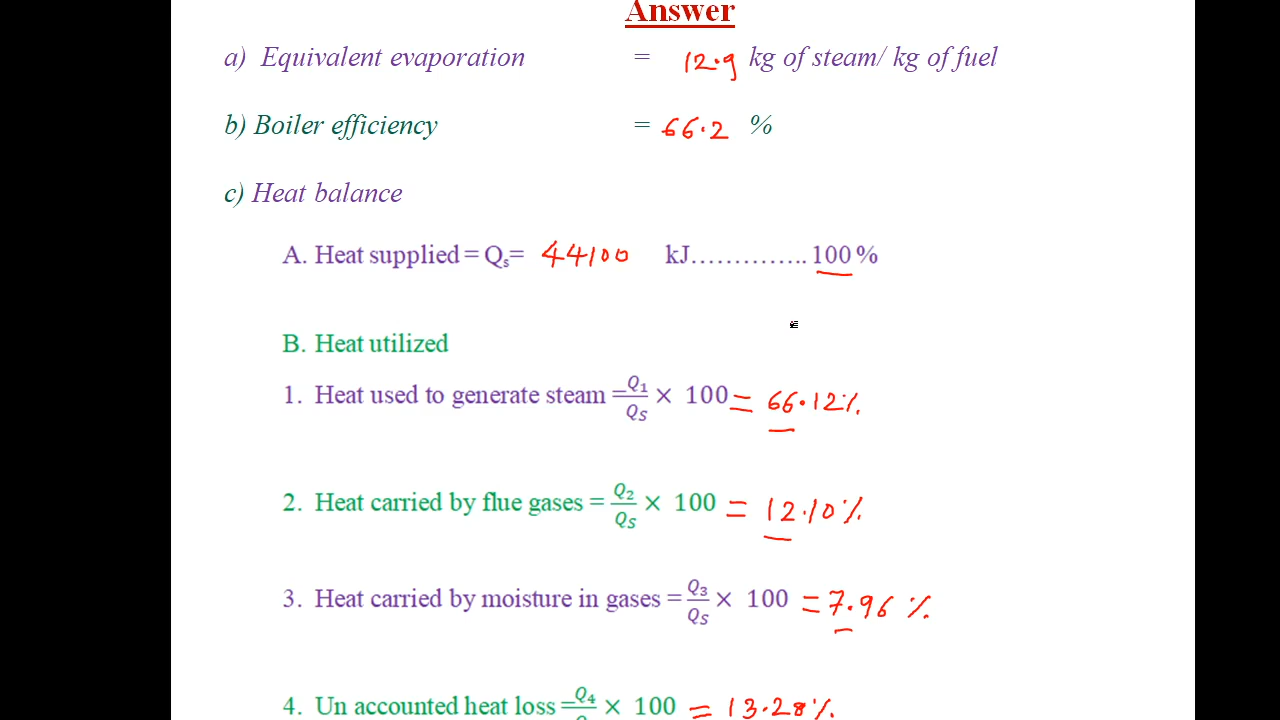 Answer
a) Equivalent evaporation = 12.9 kg of steam/ kg of fuel
b) Boiler efficiency = 66.2 %
c) Heat balance
A. Heat supplied = Qs= 44100 kJ………….. 100 %
B. Heat utilized
1. Heat used to generate steam =Q1/QS × 100 = 66.12%
2. Heat carried by flue gases = Q2/QS × 100 = 12.10%
3. Heat carried by moisture in gases =Q3/QS × 100 = 7.96 %
4. Un accounted heat loss =Q4/ × 100 = 13.28%